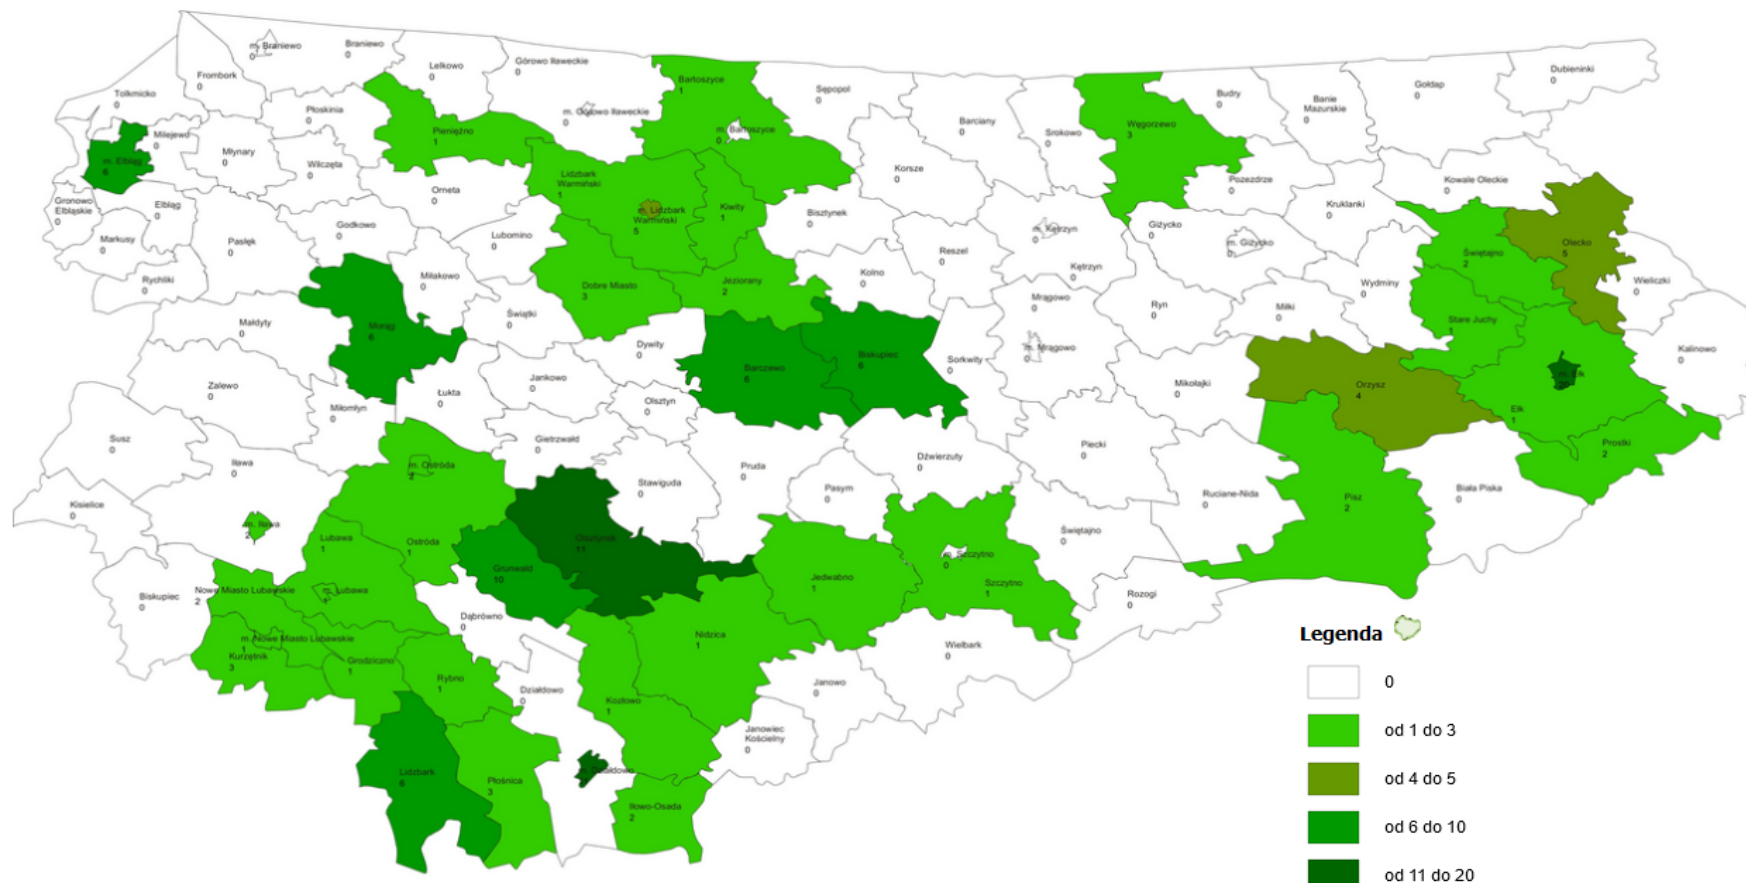 m. Braniewo
0
Braniewo
0
Lelkowo
0
Górowo Iławeckie
0
Bartoszyce
1
Sępopol
0
Budry
0
Banie
Mazurskie
0
Gołdap
0
Dubieninki
0
Frombork
0
Tolkmicko
0
Płoskinia
0
Pieniężno
1
m. Górowo Iławeckie
0
m. Bartoszyce
0
Barciany
0
Srokowo
0
Węgorzewo
3
Milejewo
0
Młynary
0
Wilczęta
0
m. Elbląg
6
Orneta
0
Lidzbark
Warmiński
1
m. Lidzbark
Warmiński
5
Kiwity
1
Korsze
0
Pozezdrze
0
Kowale Oleckie
0
Gronowo
Elbląskie
0
Elbląg
0
Markusy
0
Pasłęk
0
Godkowo
0
Lubomino
0
Bisztynek
0
Reszel
0
m. Kętrzyn
0
Kętrzyn
0
Giżycko
0
m. Giżycko
0
Kruklanki
0
Świętajno
2
Olecko
5
Wieliczki
0
Rychliki
0
Miłakowo
0
Dobre Miasto
3
Jeziorany
2
Kolno
0
Mrągowo
0
Ryn
0
Miłki
0
Wydminy
0
Stare Juchy
1
Kalinowo
0
Małdyty
0
Morąg
6
Świątki
0
Dywity
0
Barczewo
6
Biskupiec
6
Sorkwity
0
m. Mrągowo
0
Mikołajki
0
Orzysz
4
m. Ełk
20
Ełk
1
Prostki
2
Zalewo
0
Miłomłyn
0
Łukta
0
Jankowo
0
Olsztyn
0
Susz
0
Iława
0
m. Ostróda
2
Gietrzwałd
0
Stawiguda
0
Pruda
0
Pasym
0
Dźwierzuty
0
Piecki
0
Ruciane-Nida
0
Pisz
2
Biała Piska
0
Kisielice
0
m. Iława
2
Lubawa
1
Ostróda
1
Olsztynek
11
Grunwald
10
Jedwabno
1
m. Szczytno
0
Szczytno
1
Świętajno
0
Rozogi
0
Biskupiec
0
Nowe Miasto Lubawskie
2
m. Lubawa
Dąbrówno
0
Nidzica
1
Wielbark
0
m. Nowe Miasto Lubawskie
1
Kurzętnik
3
Grodziczno
1
Rybno
1
Działdowo
0
Kozłowo
1
Janowo
0
Janowiec
Kościelny
0
Lidzbark
6
Płośnica
3
m. Działdowo
Iłowo-Osada
2
Legenda
0
od 1 do 3
od 4 do 5
od 6 do 10
od 11 do 20